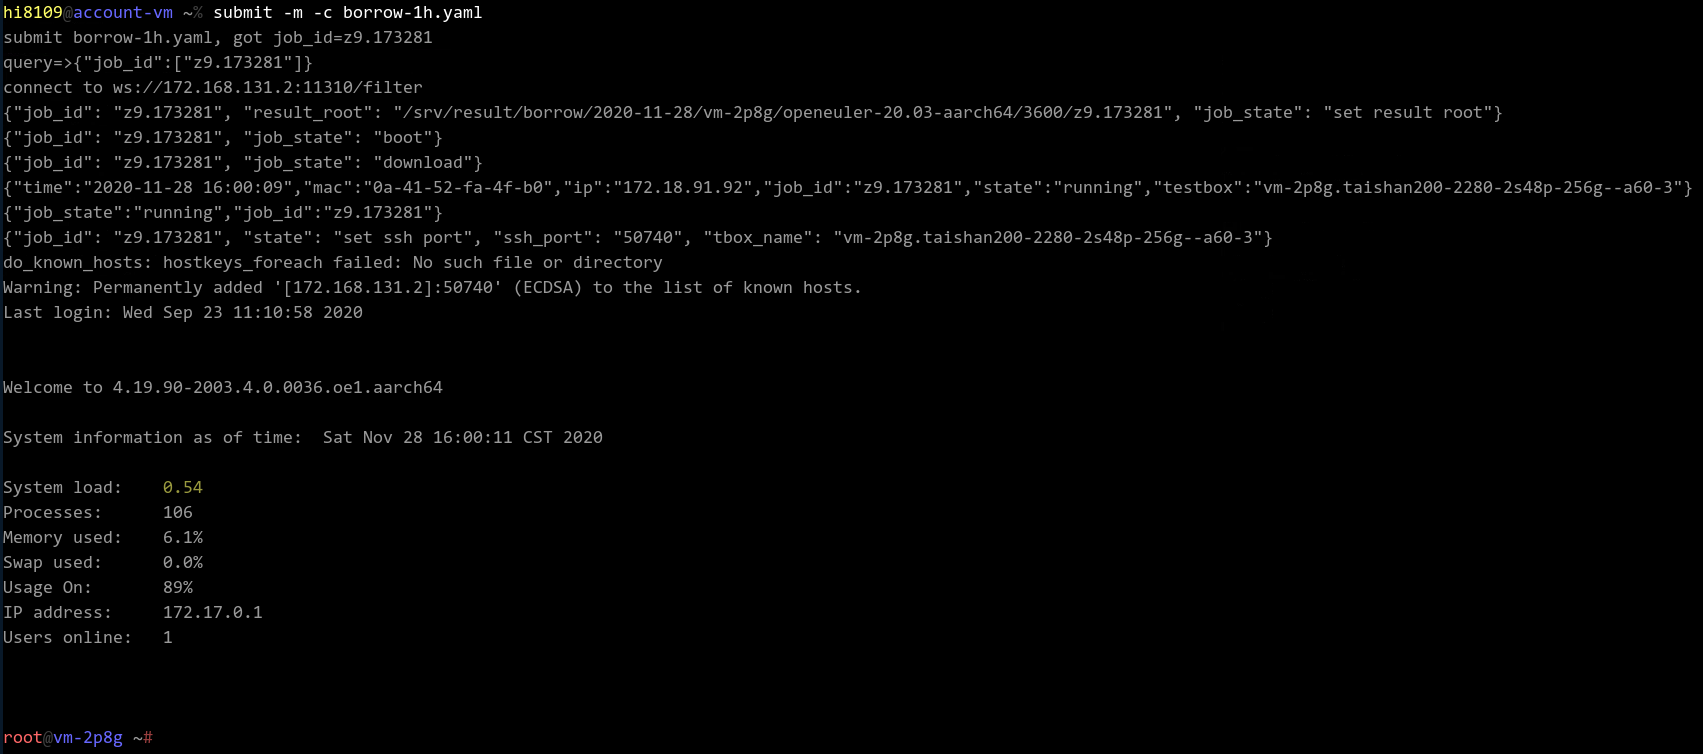 hi8109@account-vm ~% submit -m -c borrow-1h.yaml
submit borrow-1h.yaml, got job_id=z9.173281
query=>{"job_id":["z9.173281"]}
connect to ws://172.168.131.2:11310/filter
{"job_id": "z9.173281", "result_root": "/srv/result/borrow/2020-11-28/vm-2p8g/openeuler-20.03-aarch64/3600/z9.173281", "job_state": "set result root"}
{"job_id": "z9.173281", "job_state": "boot"}
{"job_id": "z9.173281", "job_state": "download"}
{"time":"2020-11-28 16:00:09","mac":"0a-41-52-fa-4f-b0","ip":"172.18.91.92","job_id":"z9.173281","state":"running","testbox":"vm-2p8g.taishan200-2280-2s48p-256g--a60-3"}
{"job_state":"running","job_id":"z9.173281"}
{"job_id": "z9.173281", "state": "set ssh port", "ssh_port": "50740", "tbox_name": "vm-2p8g.taishan200-2280-2s48p-256g--a60-3"}
do_known_hosts: hostkeys_foreach failed: No such file or directory
Warning: Permanently added '[172.168.131.2]:50740' (ECDSA) to the list of known hosts.
Last login: Wed Sep 23 11:10:58 2020
Welcome to 4.19.90-2003.4.0.0036.oe1.aarch64
System information as of time:  Sat Nov 28 16:00:11 CST 2020
System load:    0.54
Processes:      106
Memory used:    6.1%
Swap used:      0.0%
Usage On:       89%
IP address:     172.17.0.1
Users online:   1
root@vm-2p8g ~#